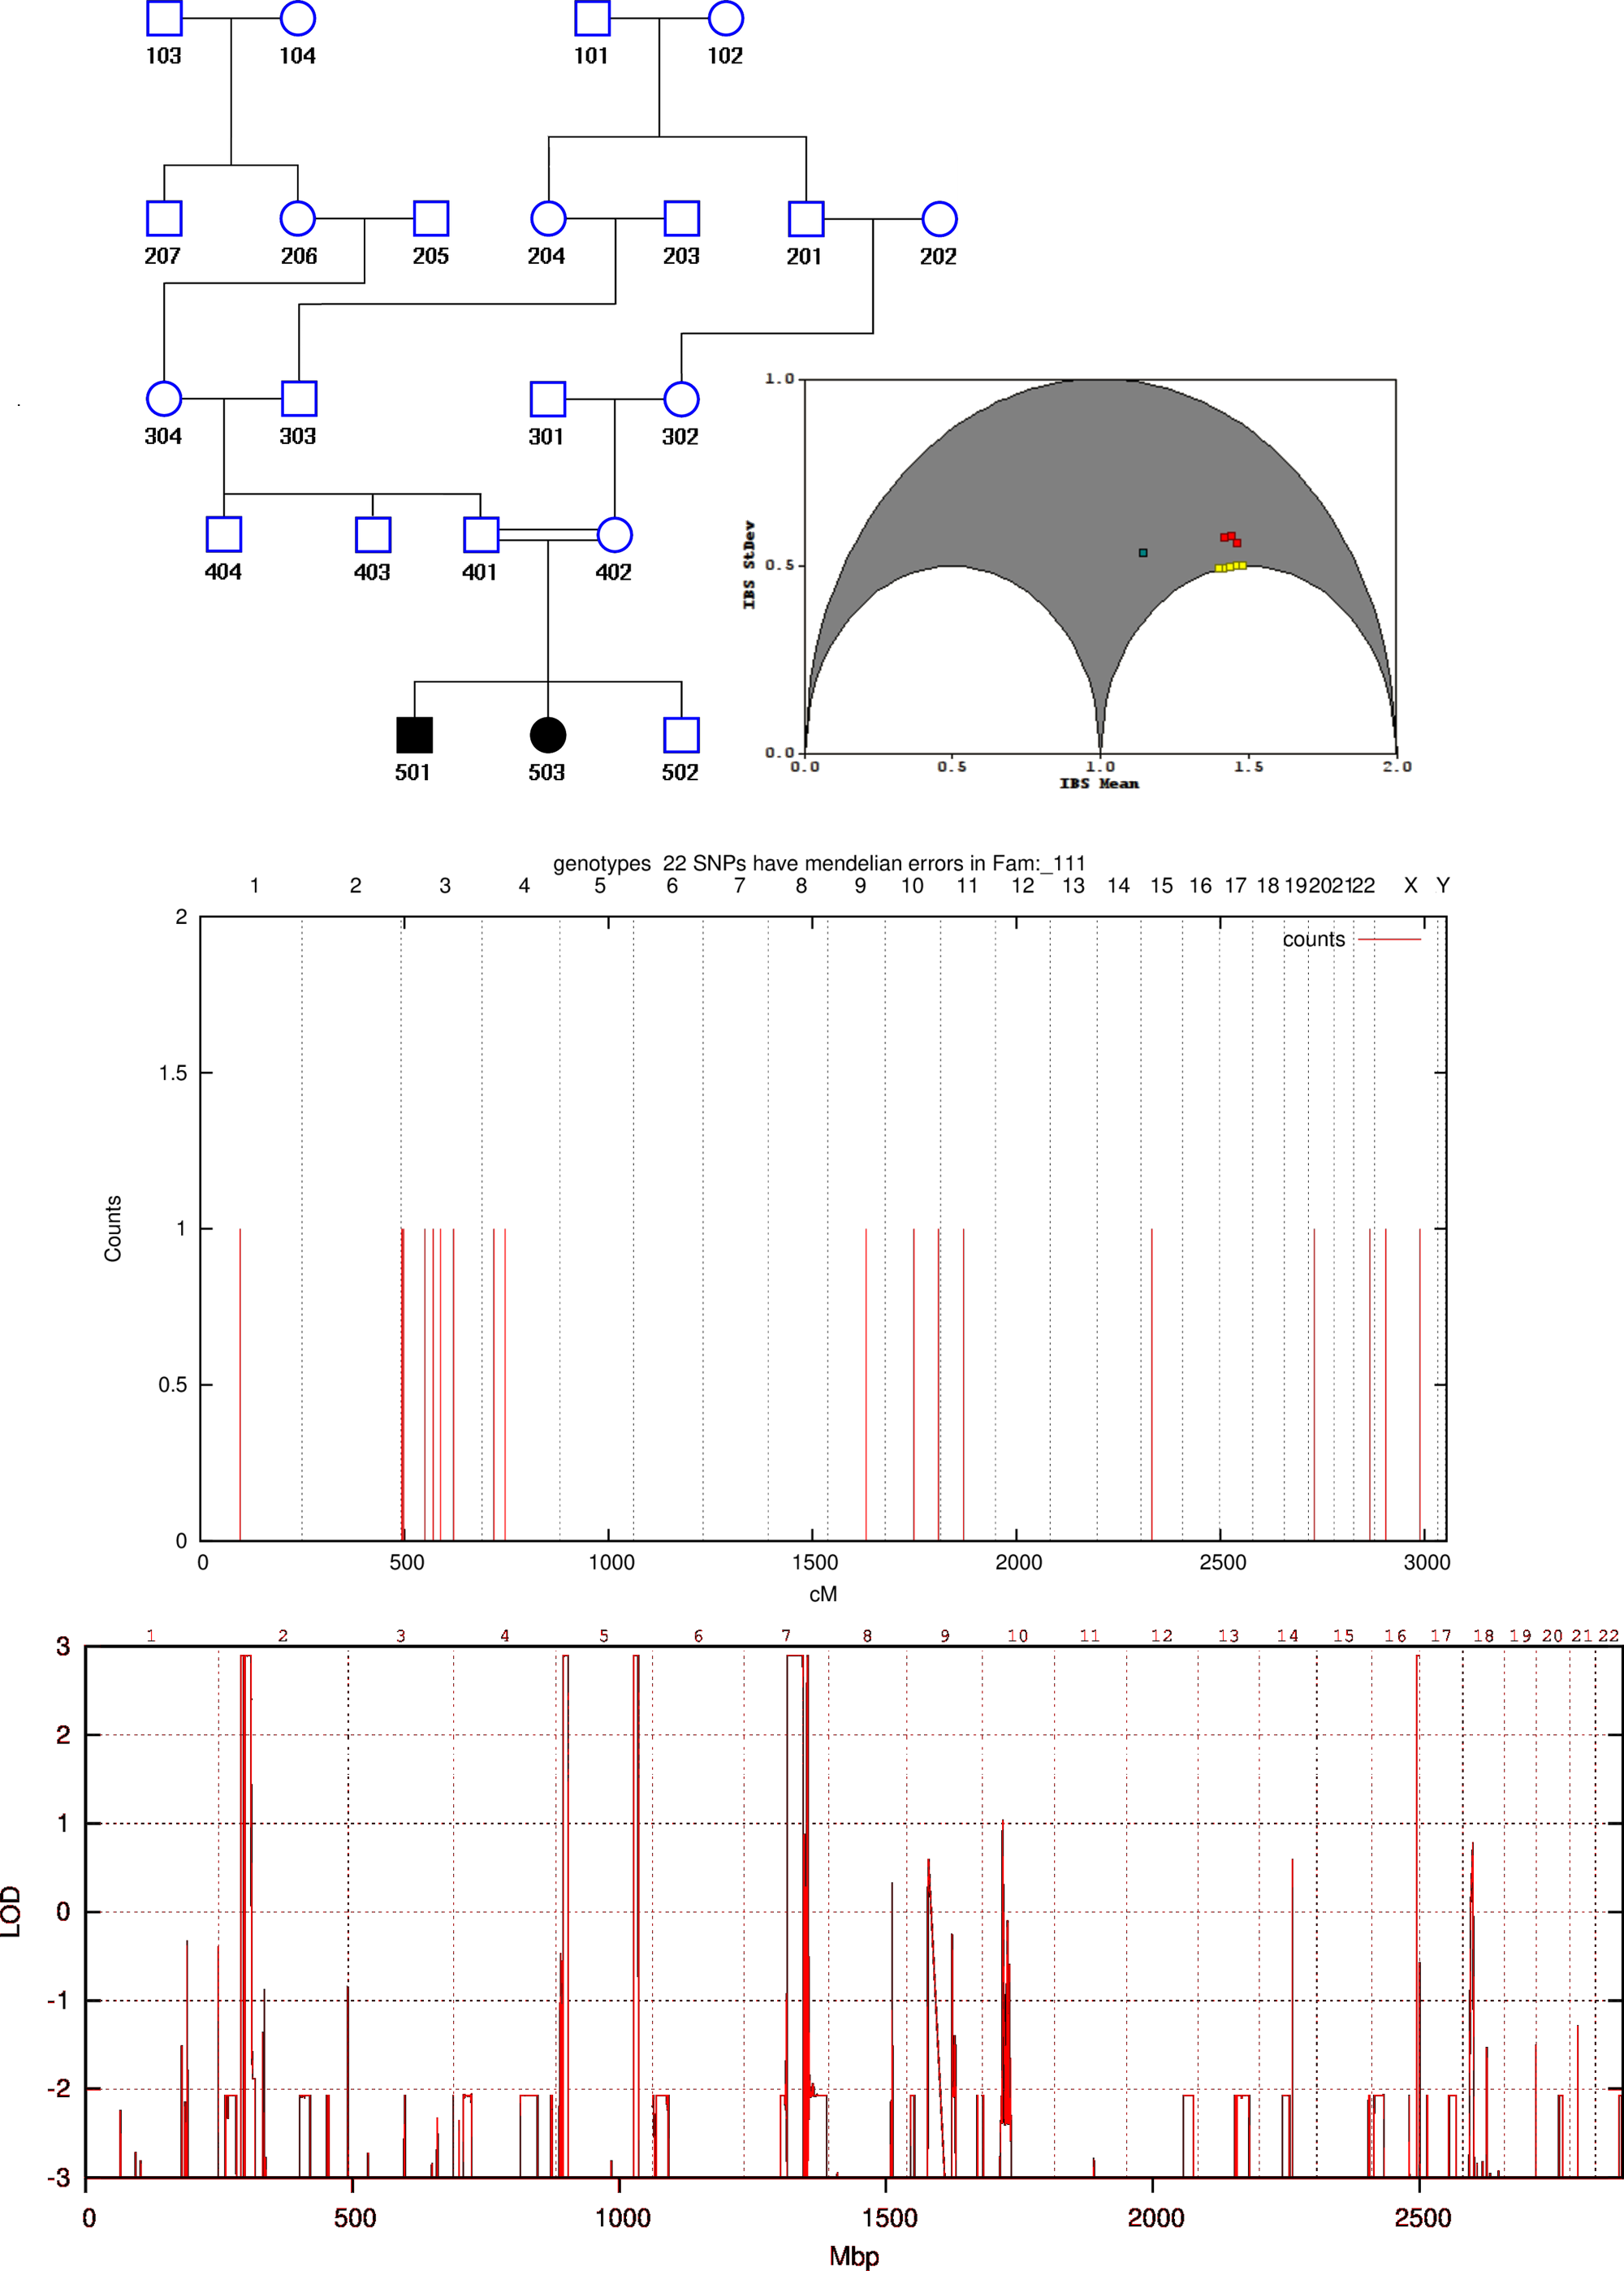 103 104 101 102
207 206 205 204 203 201 202
304 303 301 302
404 403 401 402
501 503 502
1.0
0.5
0.0
IBS StDev
0.0 0.5 1.0 1.5 2.0
IBS Mean
genotypes 22 SNPs have mendelian errors in Fam:_111
1 2 3 4 5 6 7 8 9 10 11 12 13 14 15 16 17 18 19 20 21 22 X Y
counts
2
1.5
1
0.5
0
Counts
0 500 1000 1500 2000 2500 3000
cM
1 2 3 4 5 6 7 8 9 10 11 12 13 14 15 16 17 18 19 20 21 22
3
2
1
0
-1
-2
-3
LOD
0 500 1000 1500 2000 2500
Mbp